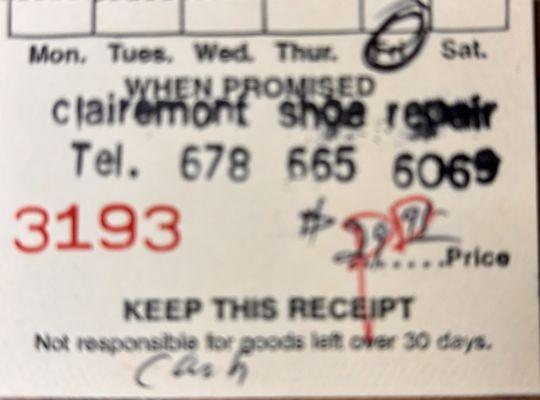 Mon. Tues. Wed. Thur. Fri. Sat.
WHEN PROMISED
clairemont shoe repair
Tel. 678 665 6069
3193
$
.....Price
KEEP THIS RECEIPT
Not responsible for goods left over 30 days.
Cash